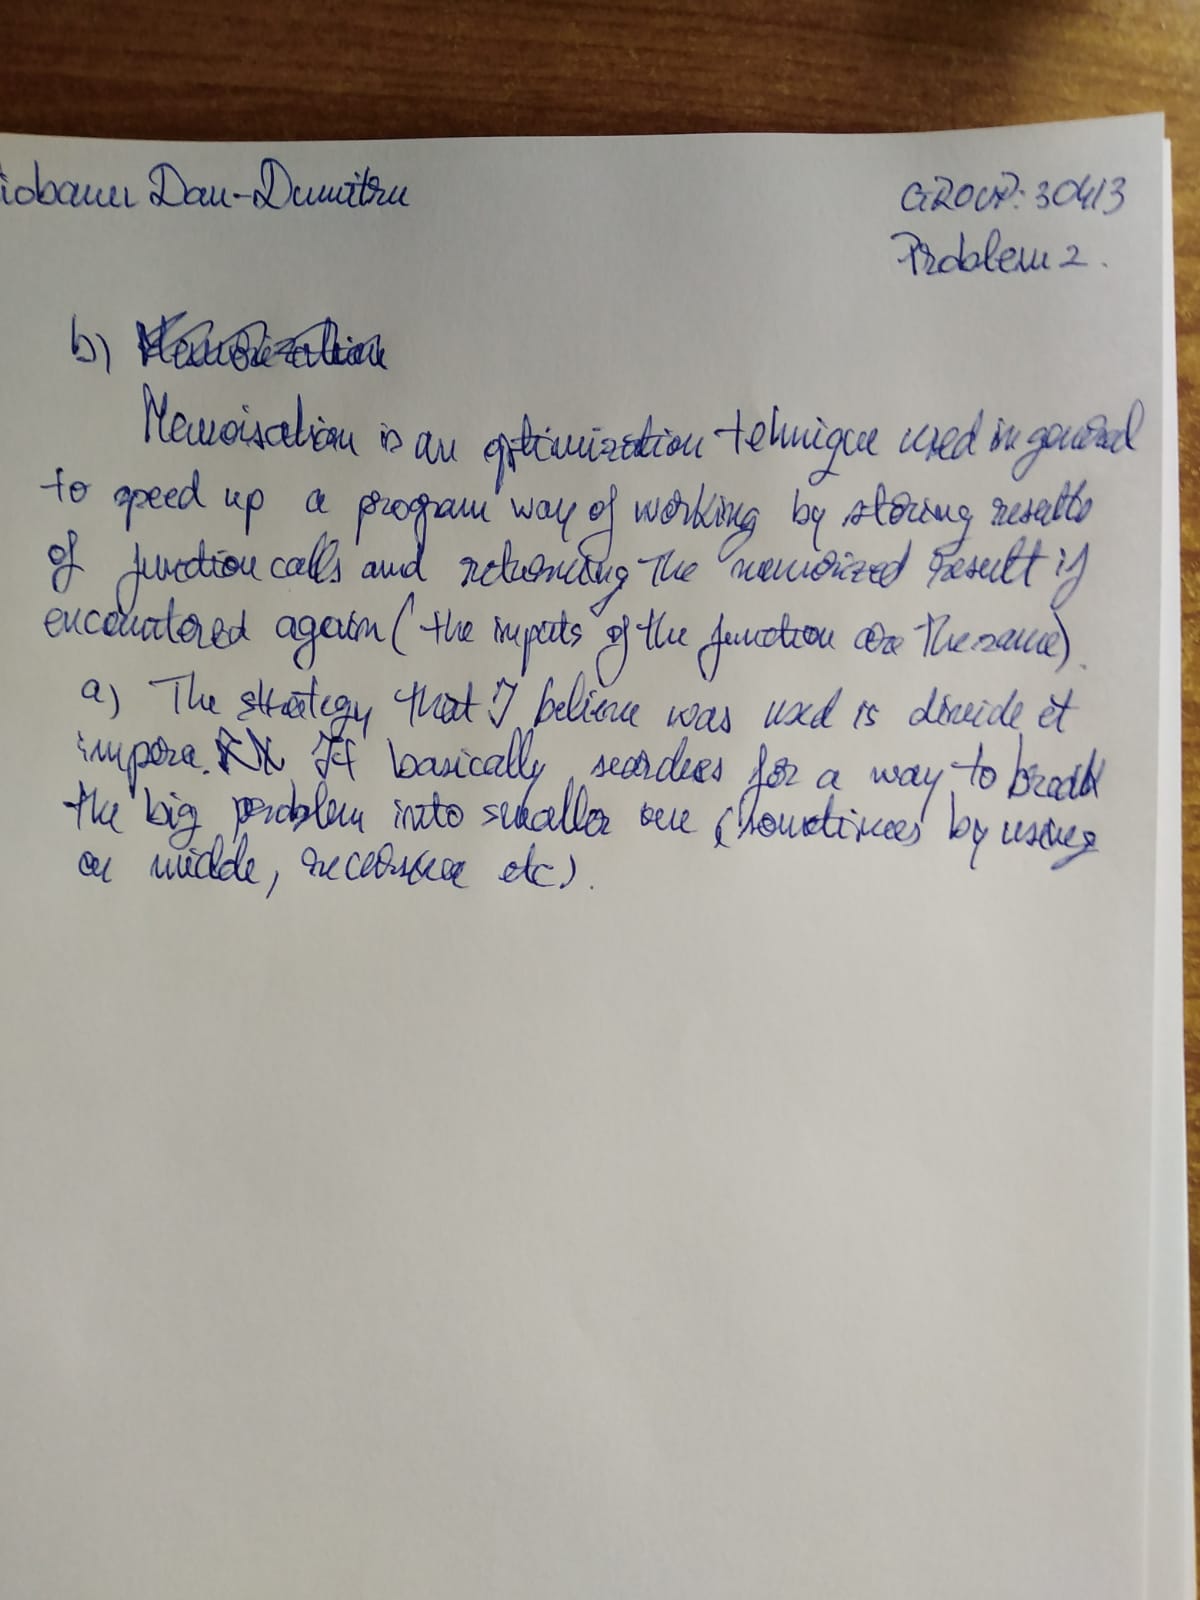 iobanu Dan-Dumitru
GROUP: 30413
Problem 2.
b)
Memoisation is an optimization tehnique used in general
to speed up a program way of working by storing results
of function calls and returning the memorized result if
encountered again (the inputs of the function are the same).
a) The strategy that I believe was used is divide et
impera. It basically searches for a way to break
the big problem into smaller one (sometimes by using
a middle, recursive etc).